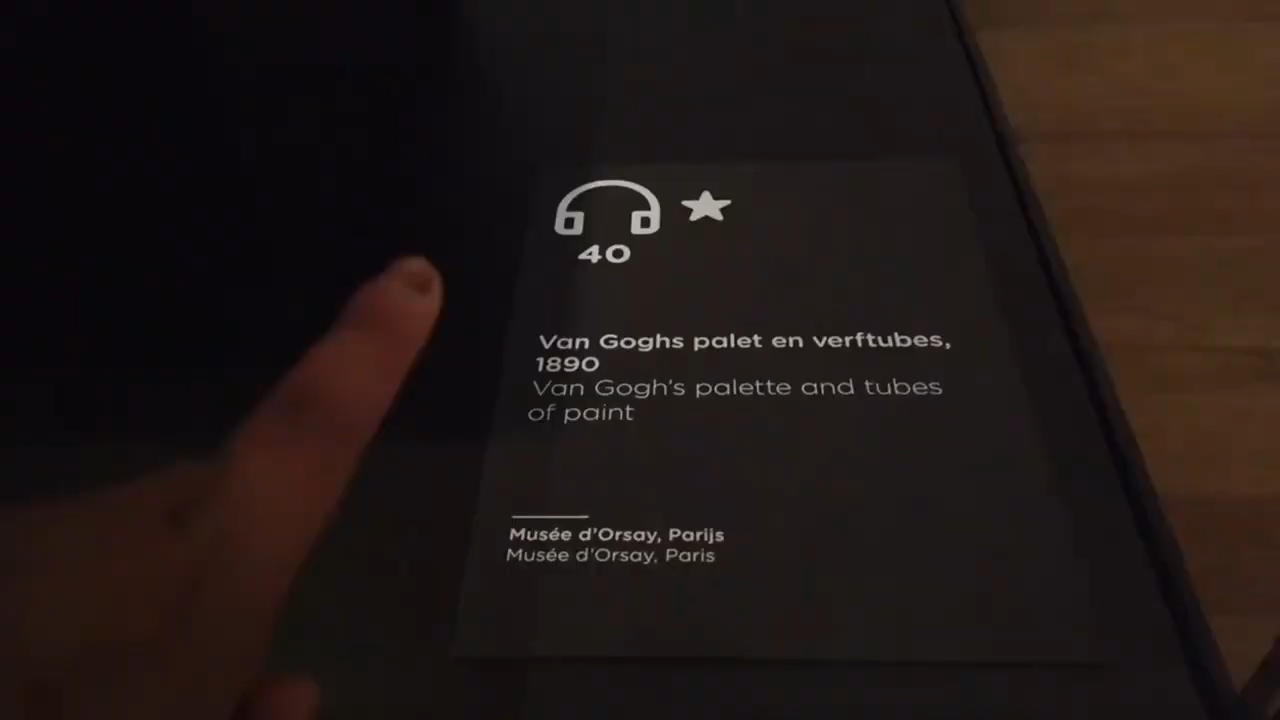 40
Van Goghs palet en verftubes,
1890
Van Gogh's palette and tubes
of paint
Musée d'Orsay, Parijs
Musée d'Orsay, Paris